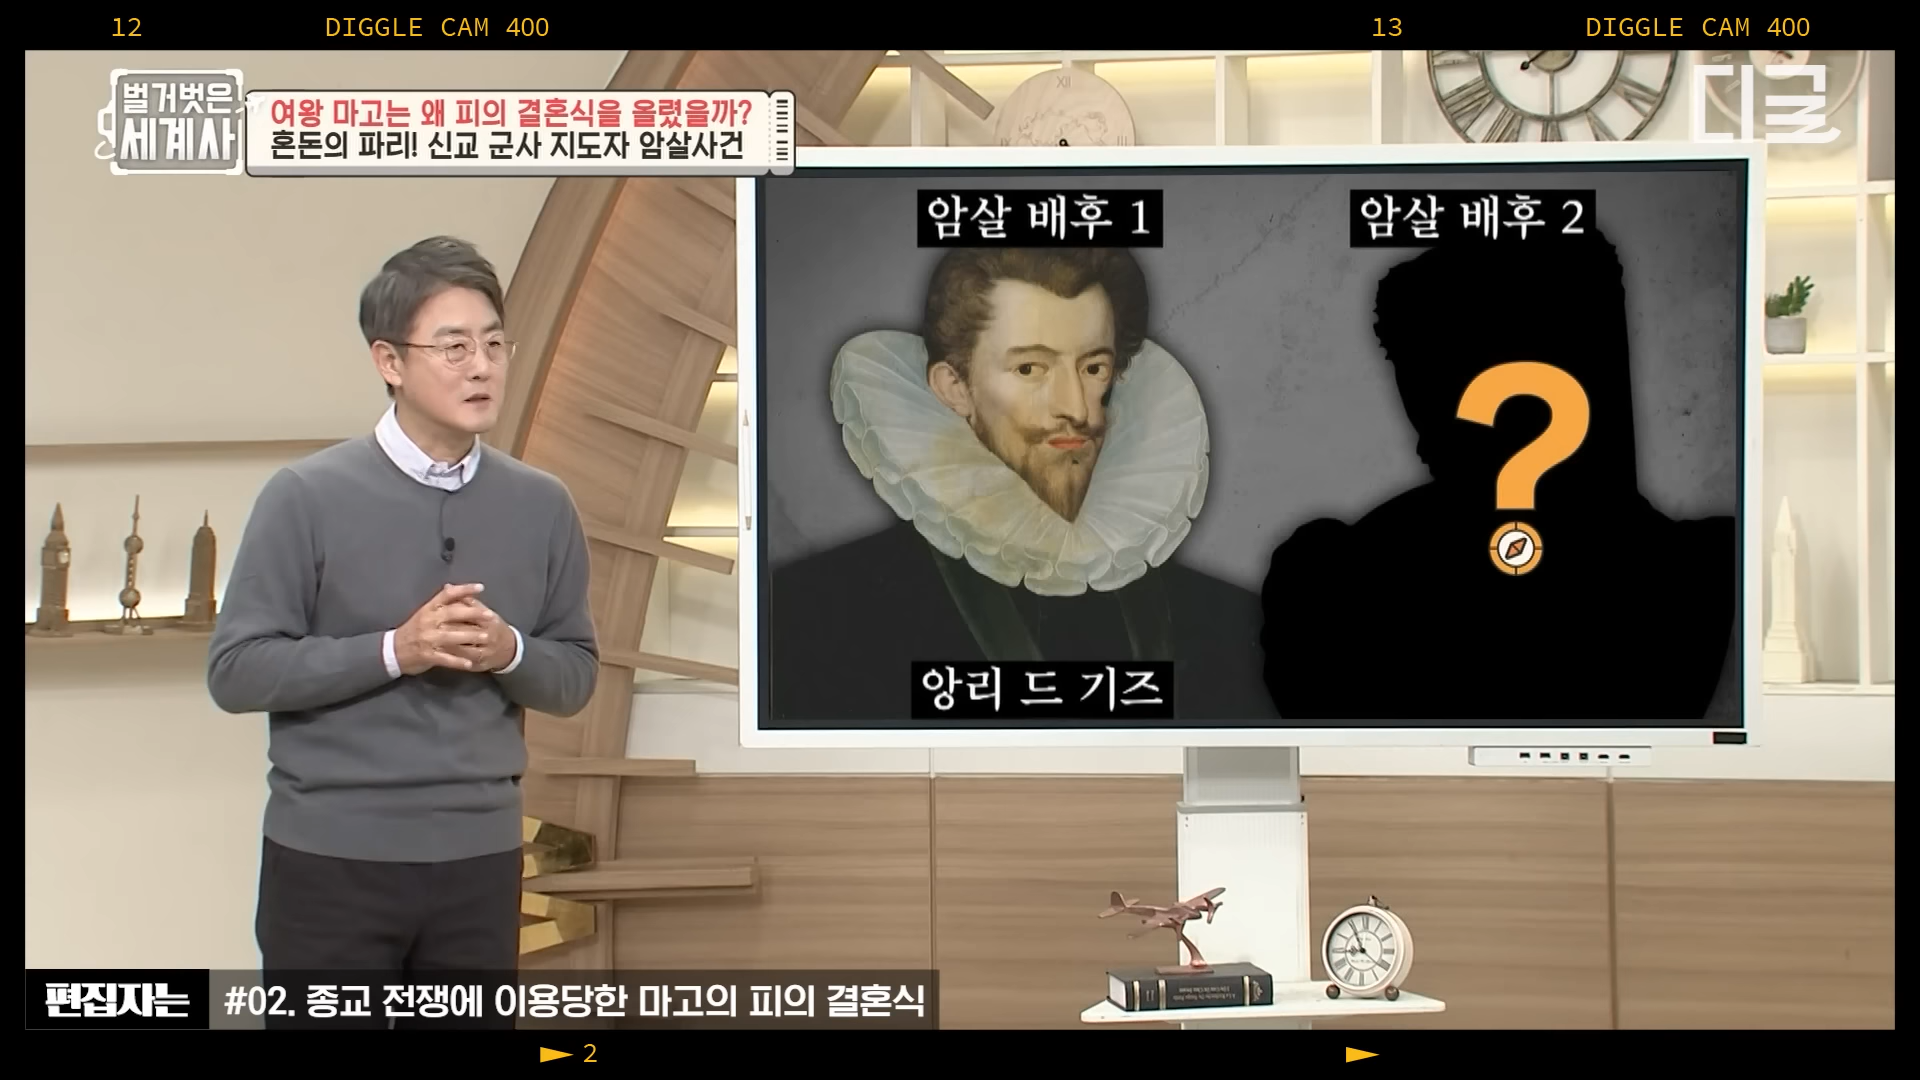 12
DIGGLE CAM 400
13
DIGGLE CAM 400
벌거벗은
세계사
여왕 마고는 왜 피의 결혼식을 올렸을까?
혼돈의 파리! 신교 군사 지도자 암살사건
디글
암살 배후 1
암살 배후 2
?
앙리 드 기즈
편집자는
#02. 종교 전쟁에 이용당한 마고의 피의 결혼식
2